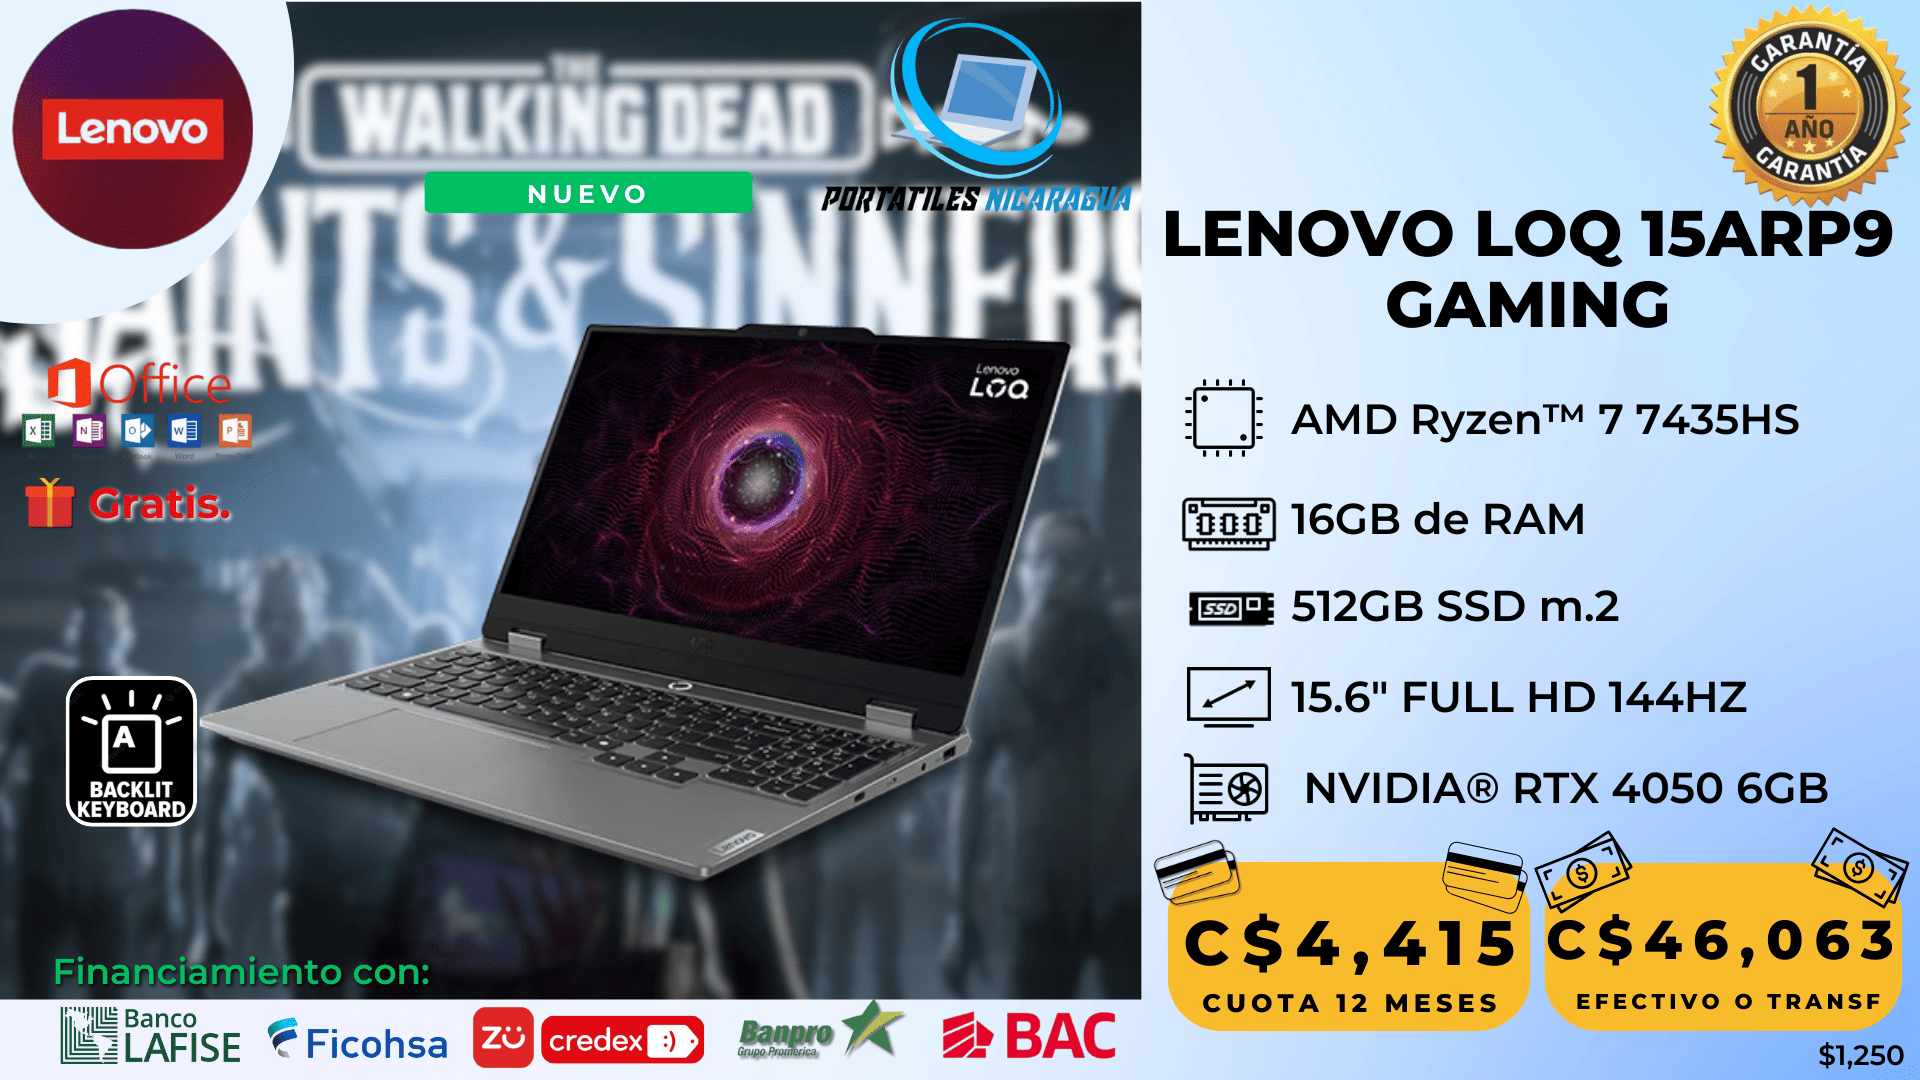 Lenovo
THE
WALKING DEAD
SAINTS & SINNERS
NUEVO
PORTATILES NICARAGUA
GARANTÍA
1
AÑO
GARANTÍA
LENOVO LOQ 15ARP9
GAMING
Office
X N O W P
Word
Gratis.
Lenovo
LOQ
Lenovo
A
BACKLIT
KEYBOARD
AMD Ryzen™ 7 7435HS
16GB de RAM
SSD
512GB SSD m.2
15.6" FULL HD 144HZ
NVIDIA® RTX 4050 6GB
C$4,415
CUOTA 12 MESES
C$46,063
EFECTIVO O TRANSF
$1,250
Financiamiento con:
Banco
LAFISE
Ficohsa
zü
credex :)
Banpro
Grupo Promerica
BAC